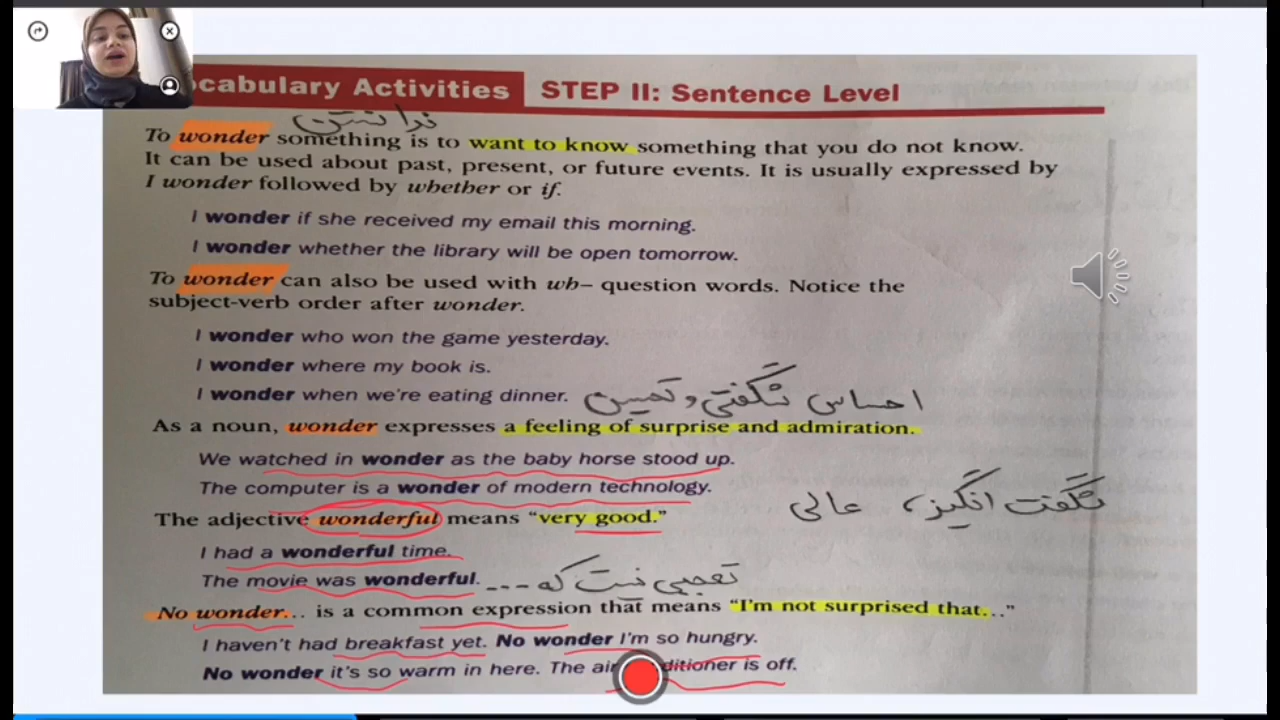 ocabulary Activities STEP II: Sentence Level
ندانستن
To wonder something is to want to know something that you do not know.
It can be used about past, present, or future events. It is usually expressed by
I wonder followed by whether or if.
I wonder if she received my email this morning.
I wonder whether the library will be open tomorrow.
To wonder can also be used with wh– question words. Notice the
subject-verb order after wonder.
I wonder who won the game yesterday.
I wonder where my book is.
I wonder when we're eating dinner.
احساس شگفتی و تحسین
As a noun, wonder expresses a feeling of surprise and admiration.
We watched in wonder as the baby horse stood up.
The computer is a wonder of modern technology.
شگفت انگیز، عالی
The adjective wonderful means "very good."
I had a wonderful time.
The movie was wonderful.
تعجبی نیست که ...
No wonder... is a common expression that means "I'm not surprised that..."
I haven't had breakfast yet. No wonder I'm so hungry.
No wonder it's so warm in here. The air ditioner is off.